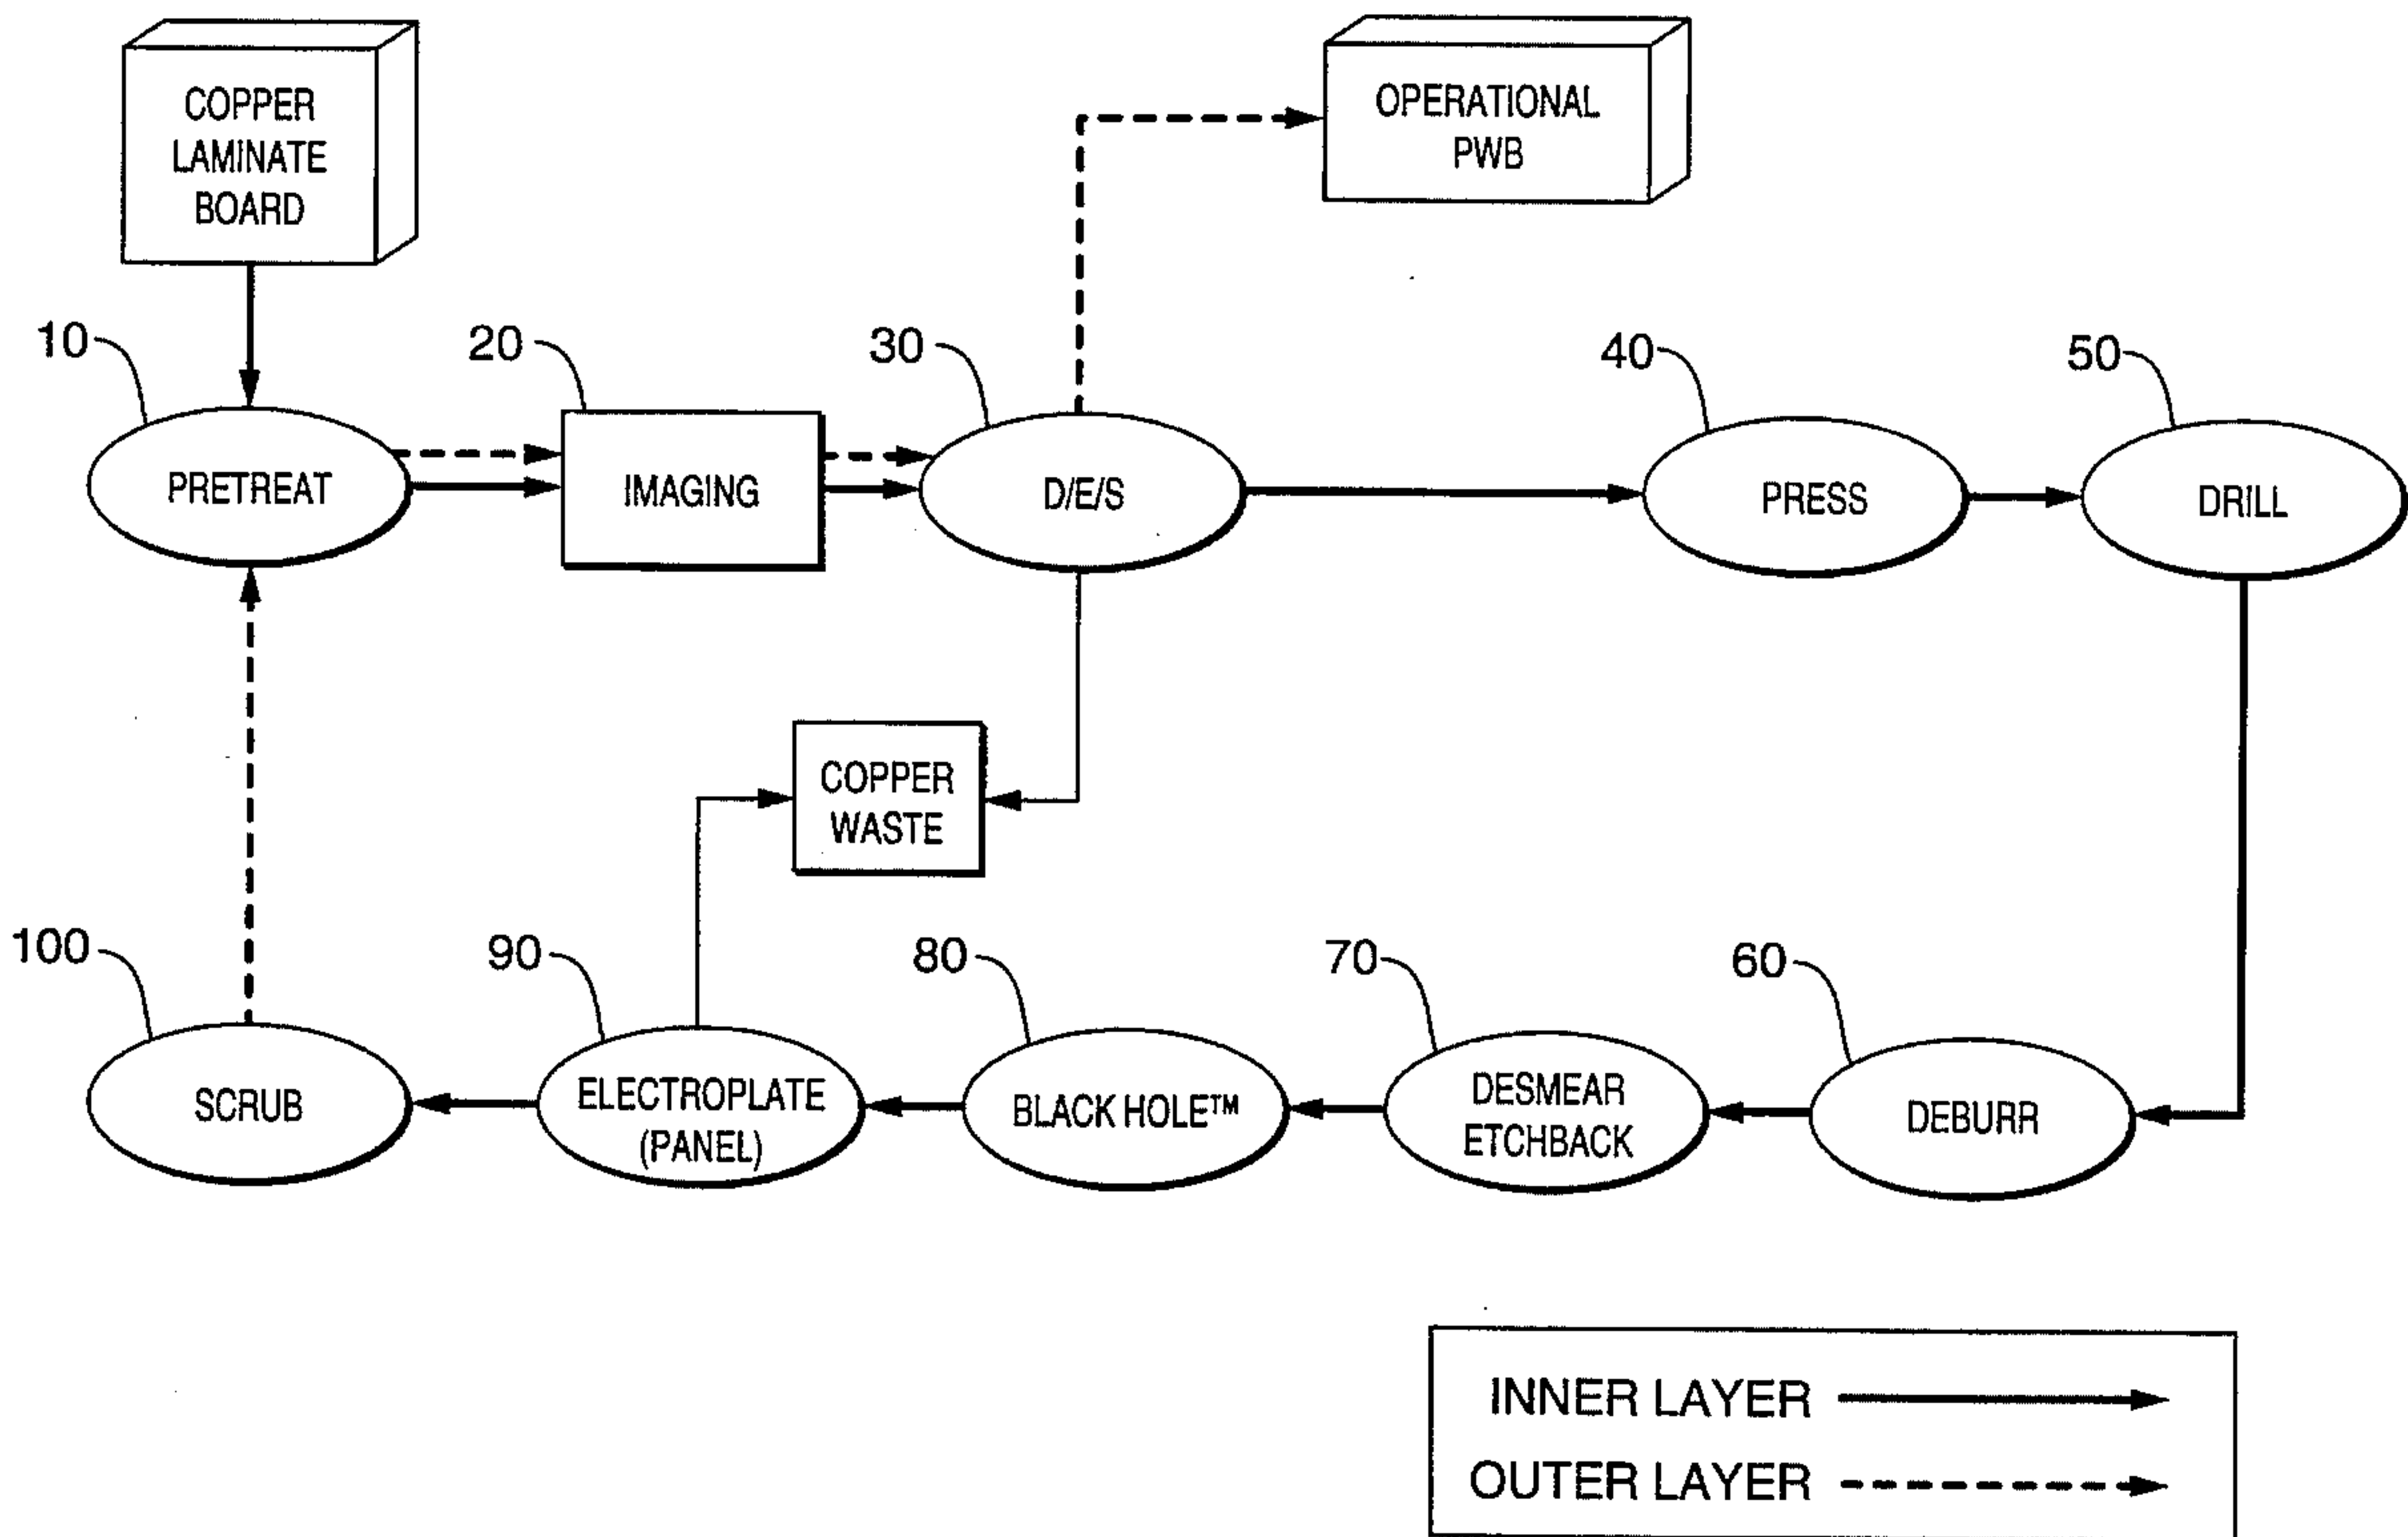 COPPER
LAMINATE
BOARD
OPERATIONAL
PWB
10
20
30
40
50
PRETREAT
IMAGING
D/E/S
PRESS
DRILL
COPPER
WASTE
100
90
80
70
60
SCRUB
ELECTROPLATE
(PANEL)
BLACK HOLE™
DESMEAR
ETCHBACK
DEBURR
INNER LAYER
OUTER LAYER